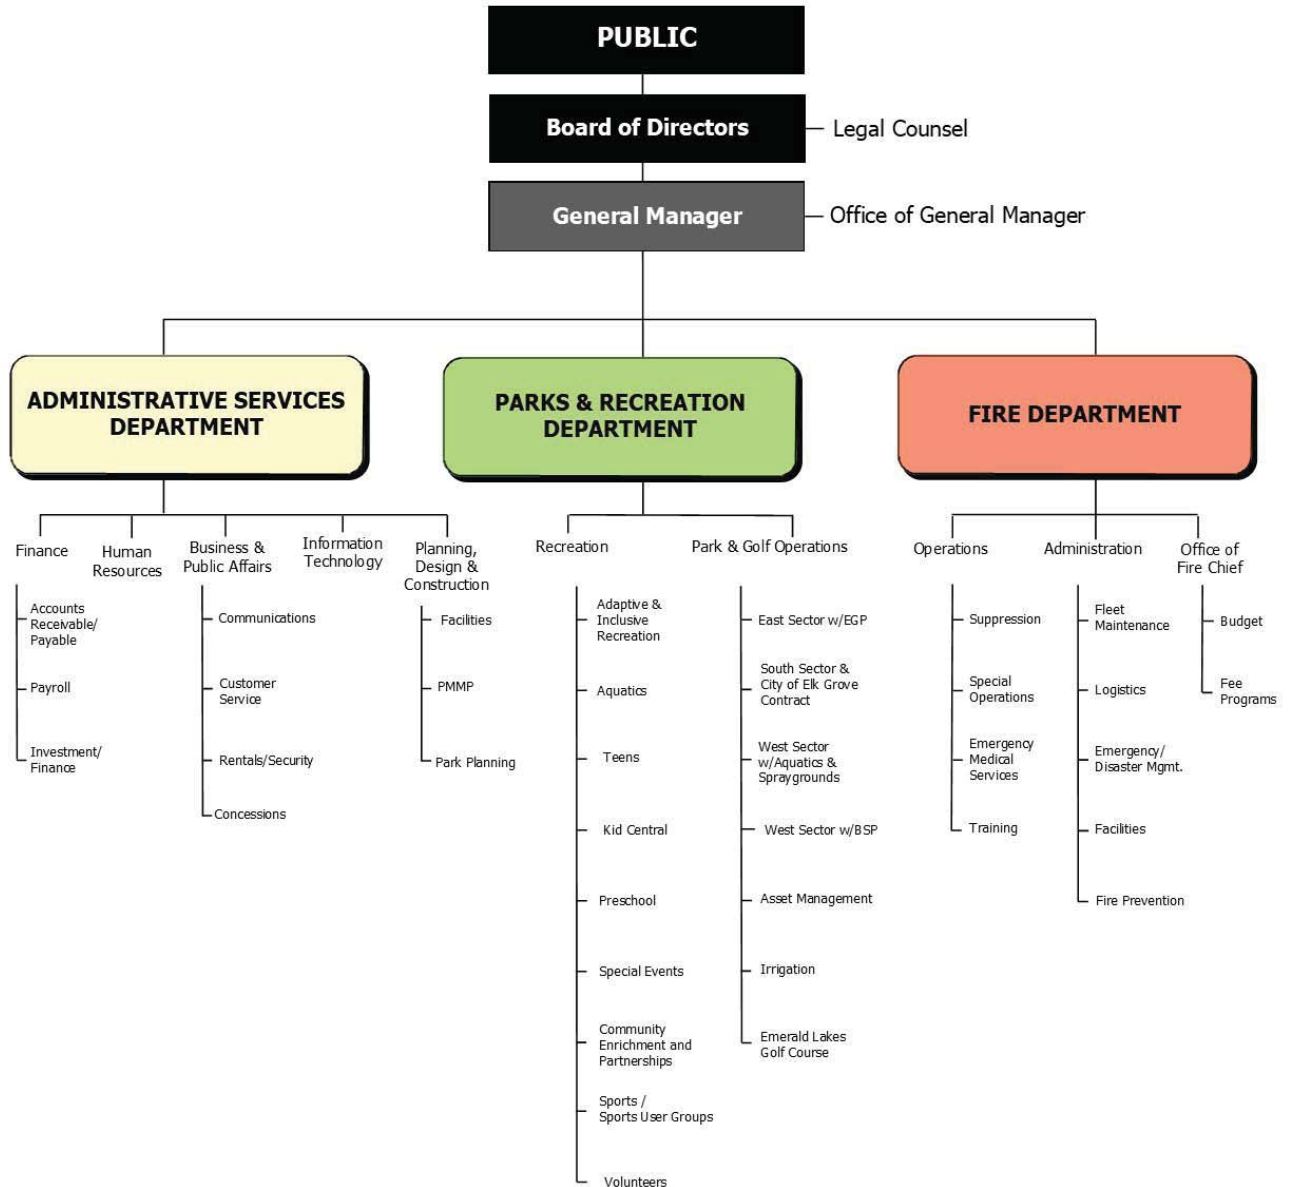 PUBLIC
Board of Directors
Legal Counsel
General Manager
Office of General Manager
ADMINISTRATIVE SERVICES
DEPARTMENT
PARKS & RECREATION
DEPARTMENT
FIRE DEPARTMENT
Finance
Accounts
Receivable/
Payable
Payroll
Investment/
Finance
Human
Resources
Business &
Public Affairs
Communications
Customer
Service
Rentals/Security
Concessions
Information
Technology
Planning,
Design &
Construction
Facilities
PMMP
Park Planning
Recreation
Adaptive &
Inclusive
Recreation
Aquatics
Teens
Kid Central
Preschool
Special Events
Community
Enrichment and
Partnerships
Sports /
Sports User Groups
Volunteers
Park & Golf Operations
East Sector w/EGP
South Sector &
City of Elk Grove
Contract
West Sector
w/Aquatics &
Spraygrounds
West Sector w/BSP
Asset Management
Irrigation
Emerald Lakes
Golf Course
Operations
Suppression
Special
Operations
Emergency
Medical
Services
Training
Administration
Fleet
Maintenance
Logistics
Emergency/
Disaster Mgmt.
Facilities
Fire Prevention
Office of
Fire Chief
Budget
Fee
Programs